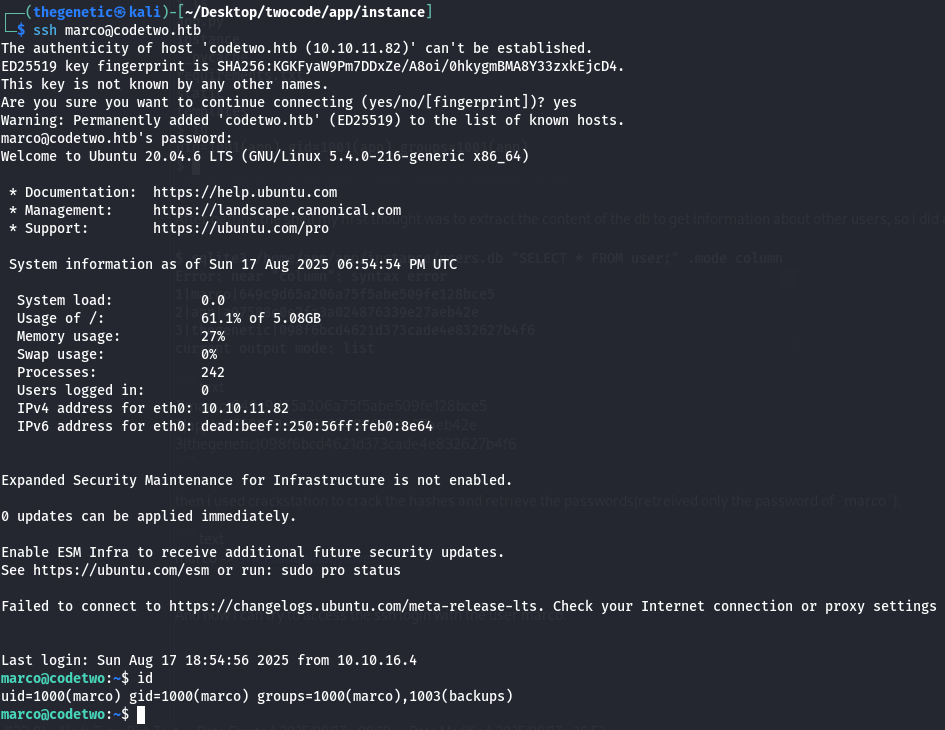 ┌──(thegenetic㉿kali)-[~/Desktop/twocode/app/instance]
└─$ ssh marco@codetwo.htb
The authenticity of host 'codetwo.htb (10.10.11.82)' can't be established.
ED25519 key fingerprint is SHA256:KGKFyaW9Pm7DDxZe/A8oi/0hkygmBMA8Y33zxkEjcD4.
This key is not known by any other names.
Are you sure you want to continue connecting (yes/no/[fingerprint])? yes
Warning: Permanently added 'codetwo.htb' (ED25519) to the list of known hosts.
marco@codetwo.htb's password:
Welcome to Ubuntu 20.04.6 LTS (GNU/Linux 5.4.0-216-generic x86_64)
* Documentation: https://help.ubuntu.com
* Management: https://landscape.canonical.com
* Support: https://ubuntu.com/pro
System information as of Sun 17 Aug 2025 06:54:54 PM UTC
System load: 0.0
Usage of /: 61.1% of 5.08GB
Memory usage: 27%
Swap usage: 0%
Processes: 242
Users logged in: 0
IPv4 address for eth0: 10.10.11.82
IPv6 address for eth0: dead:beef::250:56ff:feb0:8e64
Expanded Security Maintenance for Infrastructure is not enabled.
0 updates can be applied immediately.
Enable ESM Infra to receive additional future security updates.
See https://ubuntu.com/esm or run: sudo pro status
Failed to connect to https://changelogs.ubuntu.com/meta-release-lts. Check your Internet connection or proxy settings
Last login: Sun Aug 17 18:54:56 2025 from 10.10.16.4
marco@codetwo:~$ id
uid=1000(marco) gid=1000(marco) groups=1000(marco),1003(backups)
marco@codetwo:~$